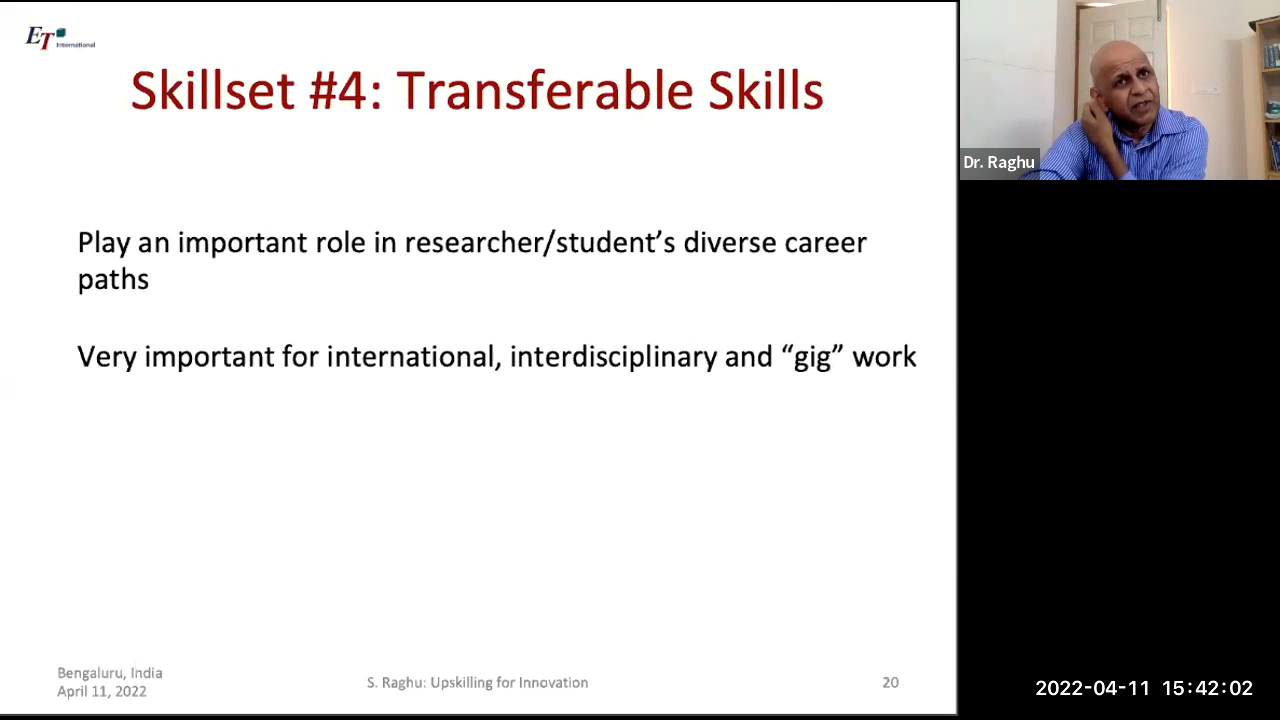 ET International
Skillset #4: Transferable Skills
Play an important role in researcher/student’s diverse career
paths
Very important for international, interdisciplinary and “gig” work
Bengaluru, India
April 11, 2022
S. Raghu: Upskilling for Innovation
20
Dr. Raghu
2022-04-11 15:42:02